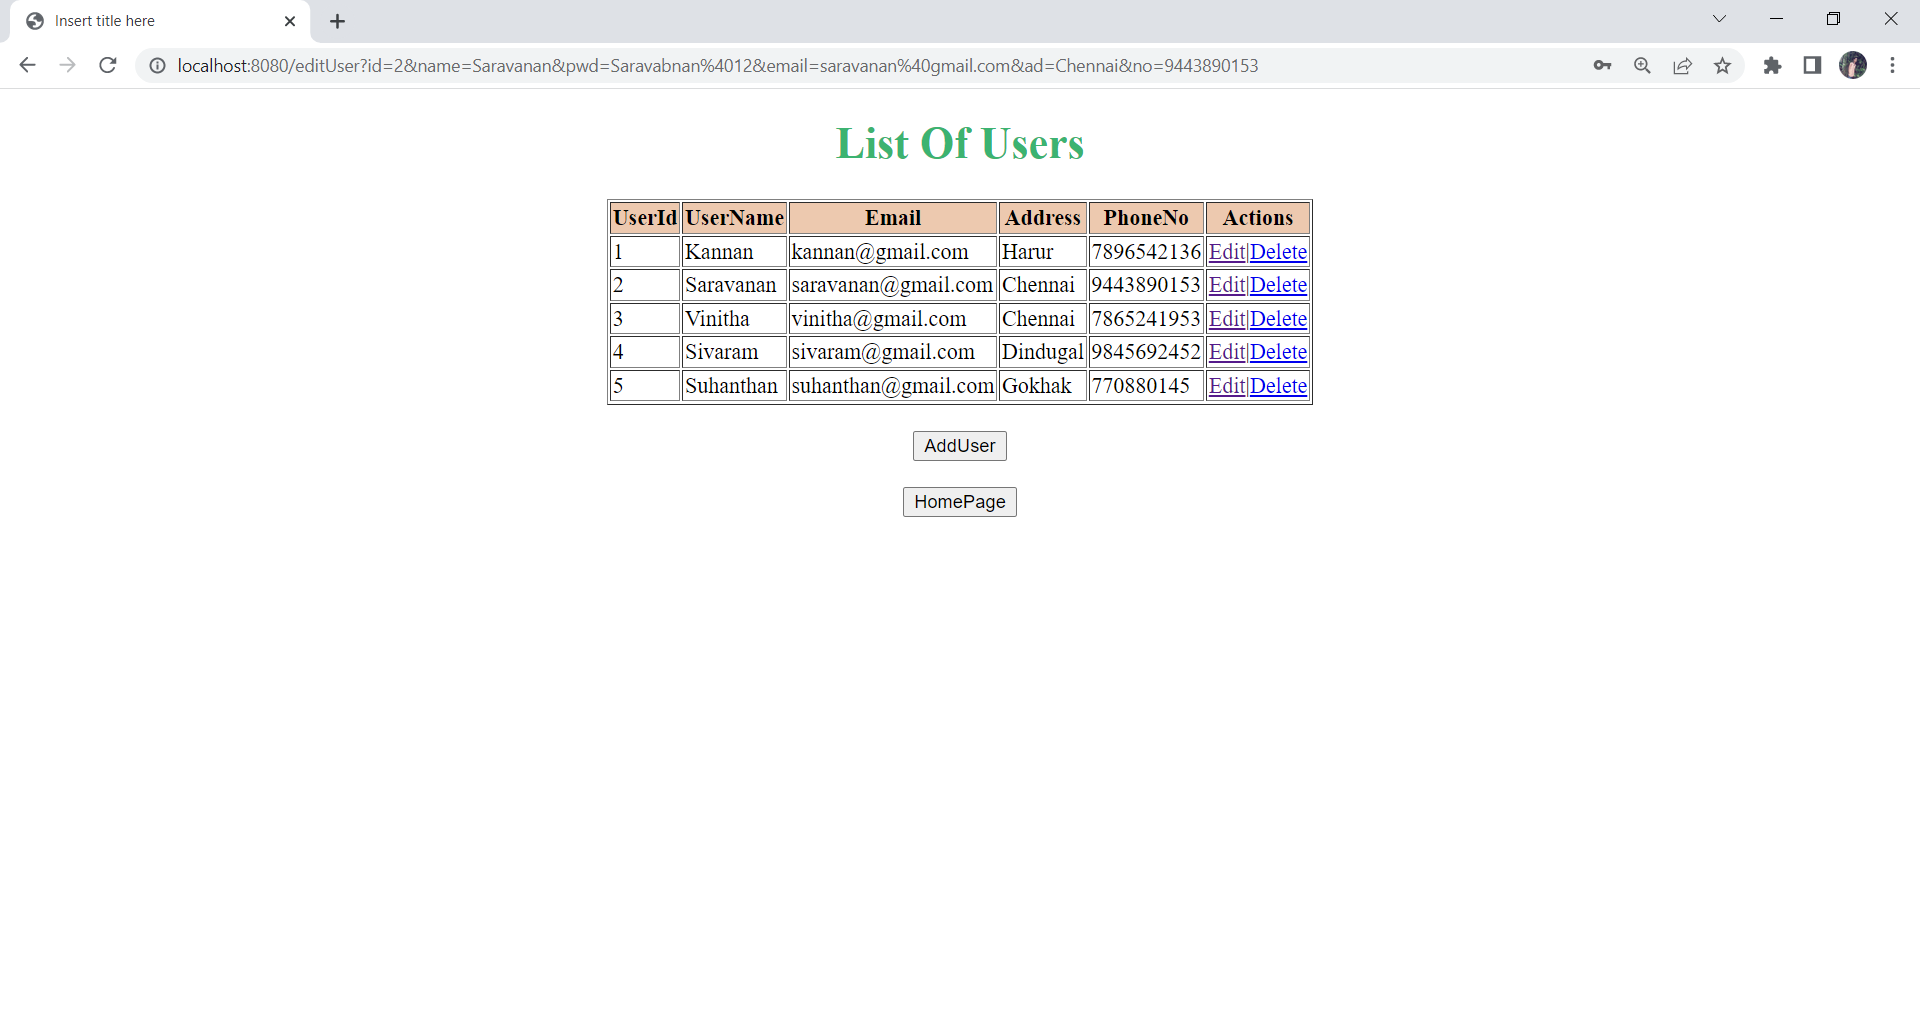 Insert title here
localhost:8080/editUser?id=2&name=Saravanan&pwd=Saravabnan%4012&email=saravanan%40gmail.com&ad=Chennai&no=9443890153
List Of Users
UserId UserName Email Address PhoneNo Actions
1 Kannan kannan@gmail.com Harur 7896542136 Edit|Delete
2 Saravanan saravanan@gmail.com Chennai 9443890153 Edit|Delete
3 Vinitha vinitha@gmail.com Chennai 7865241953 Edit|Delete
4 Sivaram sivaram@gmail.com Dindugal 9845692452 Edit|Delete
5 Suhanthan suhanthan@gmail.com Gokhak 770880145 Edit|Delete
AddUser
HomePage